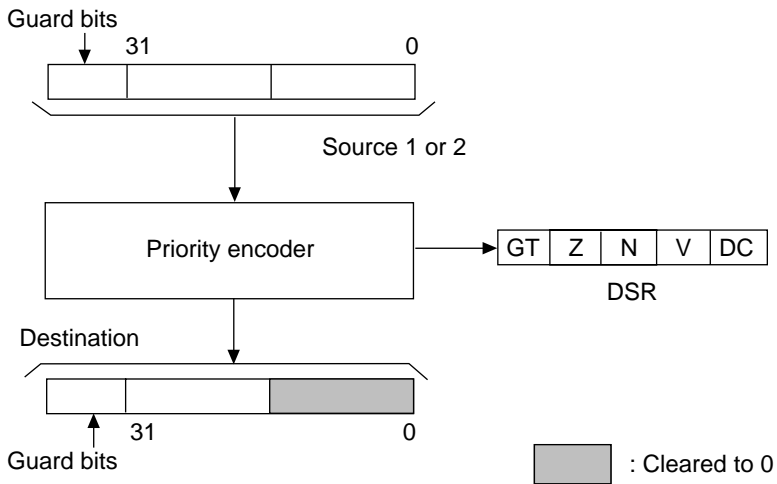 Guard bits
31 0
Source 1 or 2
Priority encoder
GT Z N V DC
DSR
Destination
31 0
Guard bits
: Cleared to 0